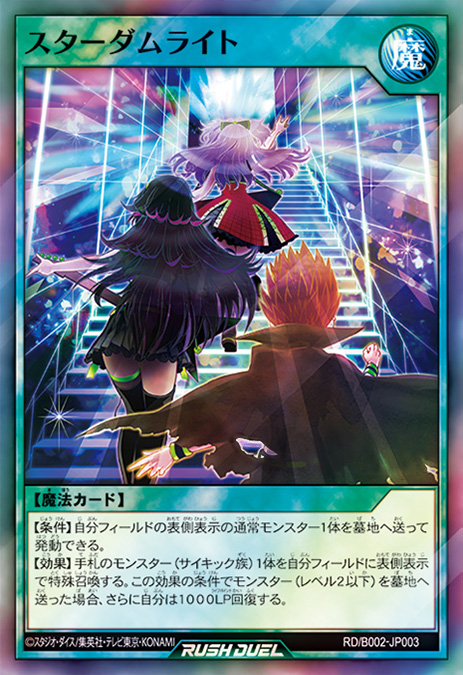 スターダムライト
魔
【魔法カード】
【条件】自分フィールドの表側表示の通常モンスター1体を墓地へ送って
発動できる。
【効果】手札のモンスター(サイキック族)1体を自分フィールドに表側表示
で特殊召喚する。この効果の条件でモンスター(レベル2以下)を墓地へ
送った場合、さらに自分は1000LP回復する。
©スタジオ・ダイス/集英社・テレビ東京・KONAMI
RUSH DUEL
RD/B002-JP003